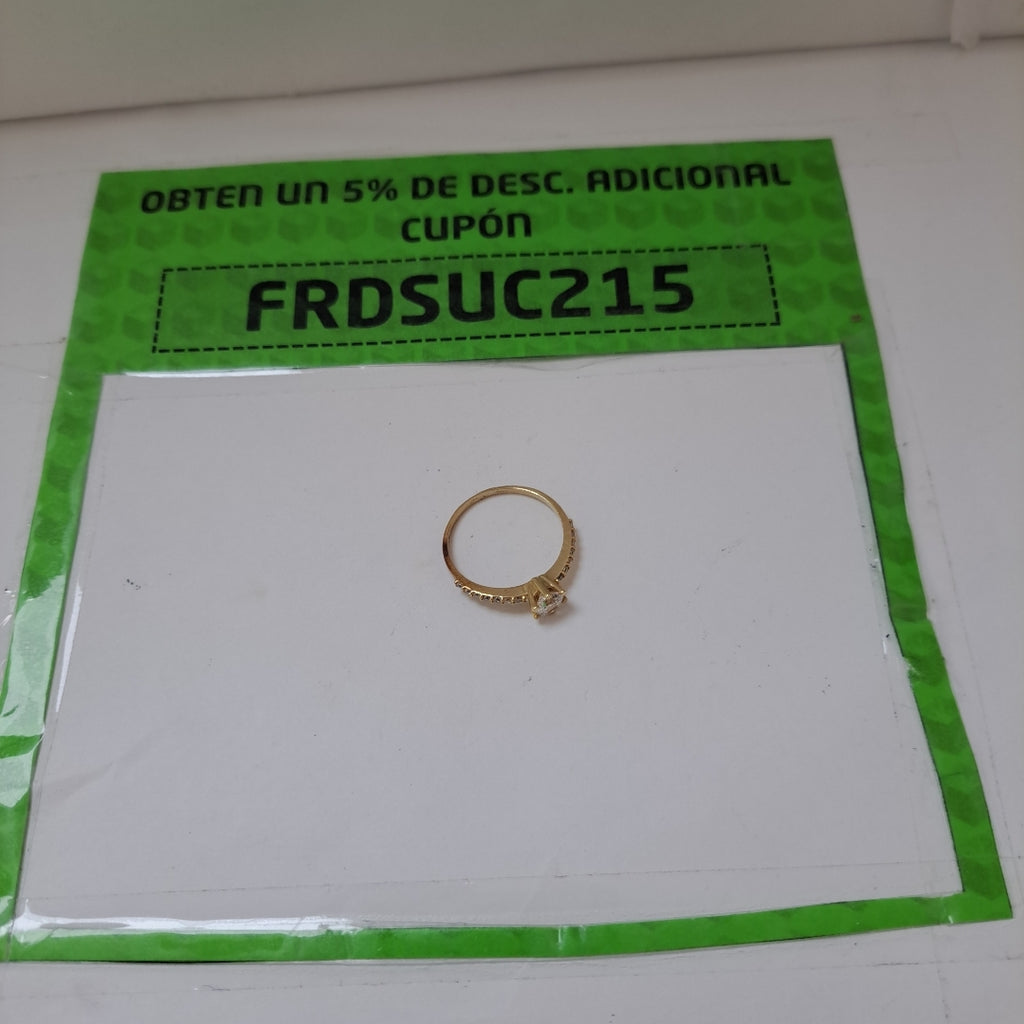 OBTEN UN 5% DE DESC. ADICIONAL
CUPÓN
FRDSUC215